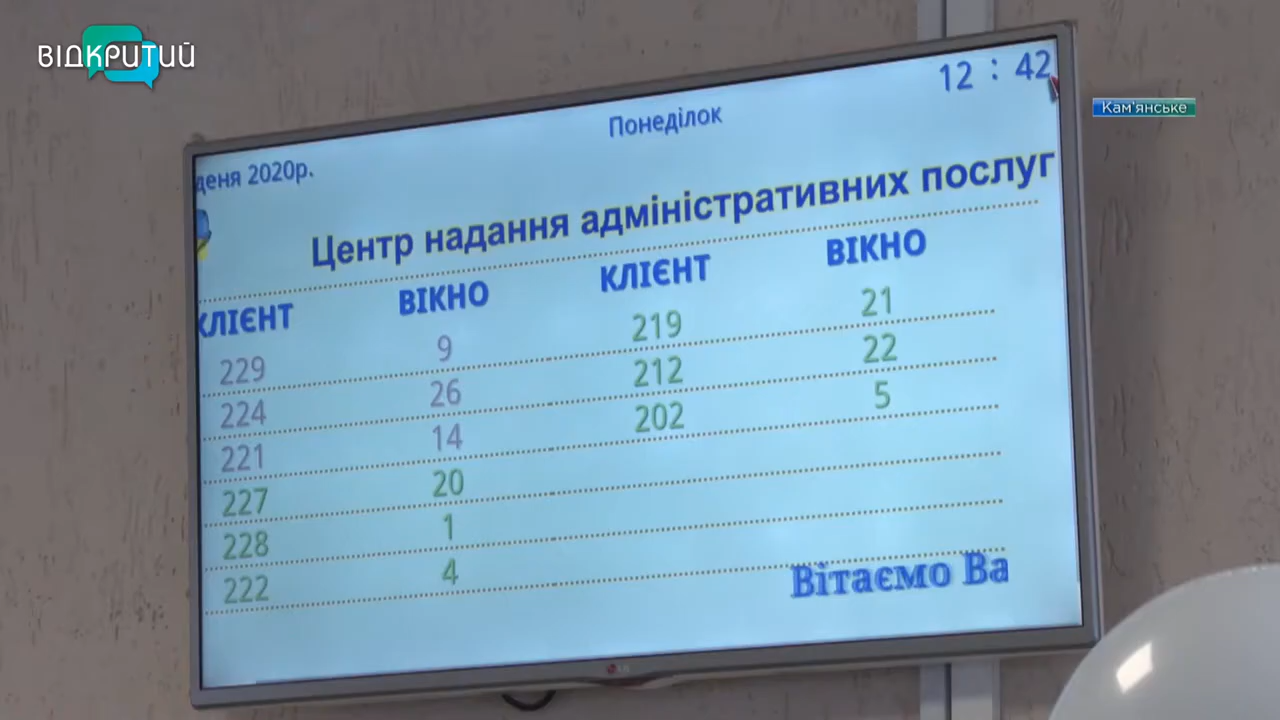 ВІДКРИТИЙ
Кам'янське
12 : 42
Понеділок
деня 2020р.
Центр надання адміністративних послуг
КЛІЄНТ ВІКНО КЛІЄНТ ВІКНО
229 9 219 21
224 26 212 22
221 14 202 5
227 20
228 1
222 4
Вітаємо Ва
LG